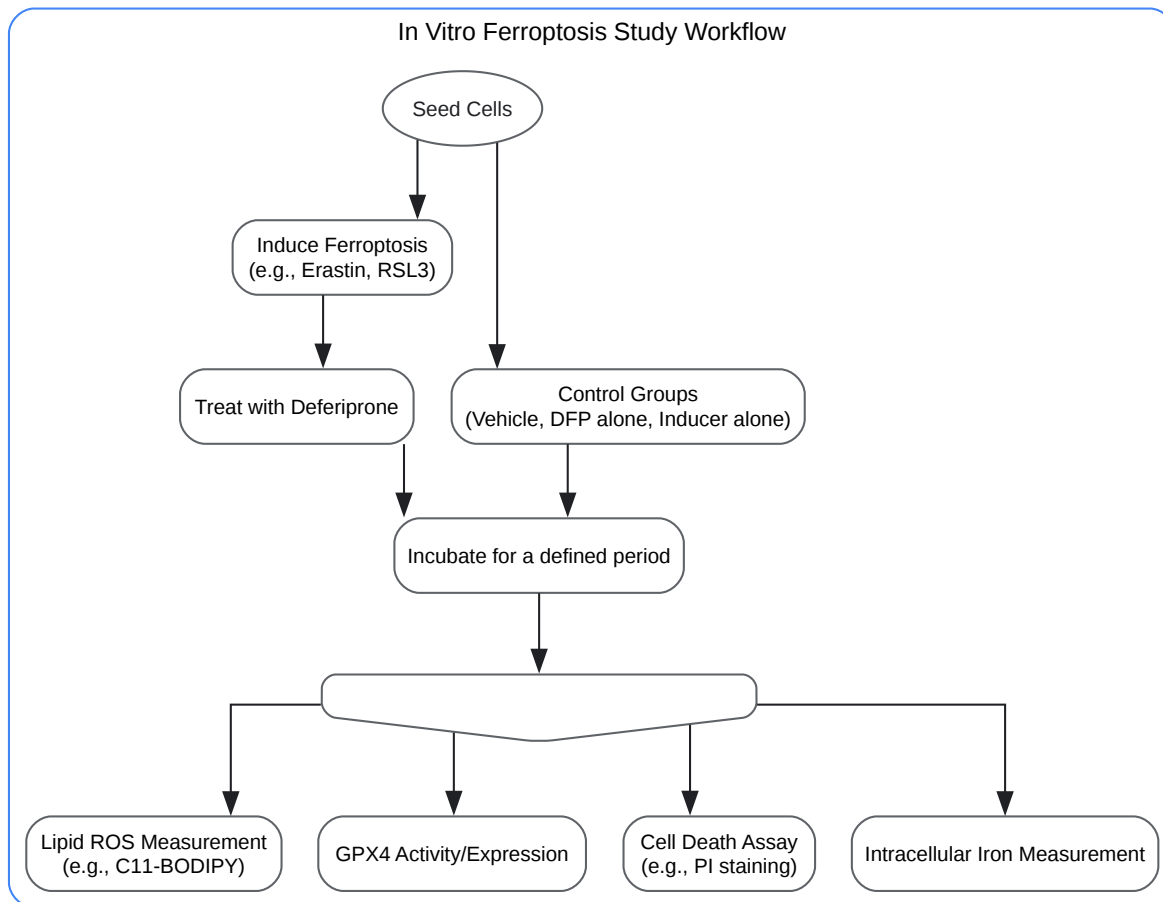 In Vitro Ferroptosis Study Workflow
Seed Cells
Induce Ferroptosis
(e.g., Erastin, RSL3)
Treat with Deferiprone
Control Groups
(Vehicle, DFP alone, Inducer alone)
Incubate for a defined period
Lipid ROS Measurement
(e.g., C11-BODIPY)
GPX4 Activity/Expression
Cell Death Assay
(e.g., PI staining)
Intracellular Iron Measurement